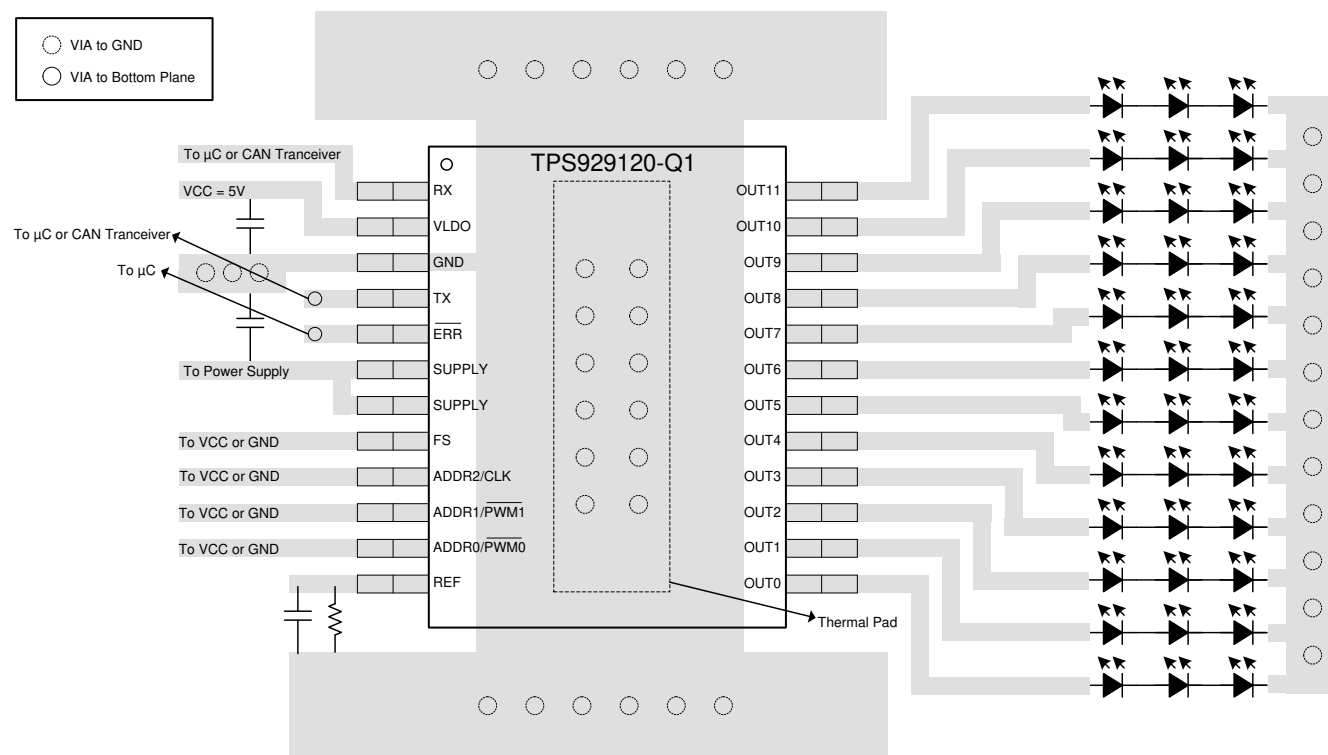 VIA to GND
VIA to Bottom Plane
To µC or CAN Tranceiver
VCC = 5V
To µC or CAN Tranceiver
To µC
To Power Supply
To VCC or GND
To VCC or GND
To VCC or GND
To VCC or GND
TPS929120-Q1
RX
VLDO
GND
TX
ERR
SUPPLY
SUPPLY
FS
ADDR2/CLK
ADDR1/PWM1
ADDR0/PWM0
REF
OUT11
OUT10
OUT9
OUT8
OUT7
OUT6
OUT5
OUT4
OUT3
OUT2
OUT1
OUT0
Thermal Pad